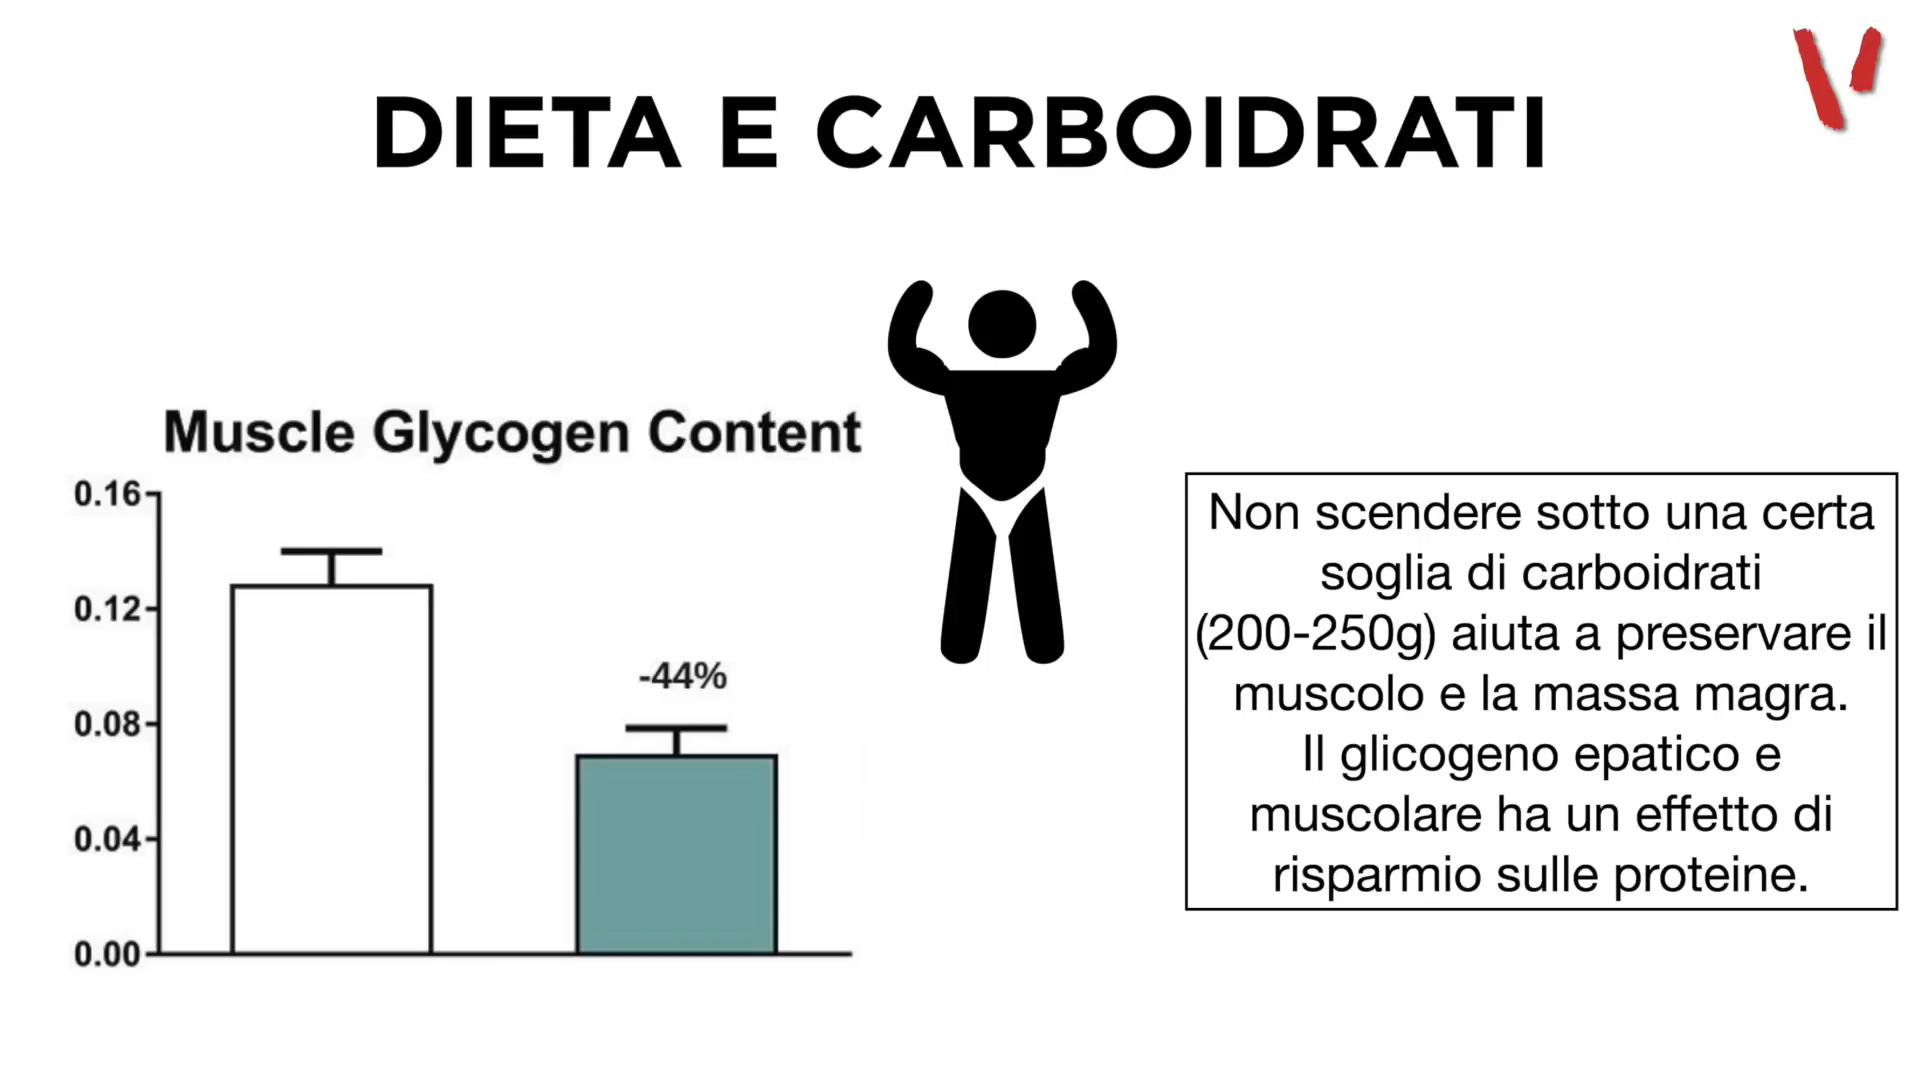 DIETA E CARBOIDRATI
Muscle Glycogen Content
0.16
0.12
0.08
0.04
0.00
-44%
Non scendere sotto una certa
soglia di carboidrati
(200-250g) aiuta a preservare il
muscolo e la massa magra.
Il glicogeno epatico e
muscolare ha un effetto di
risparmio sulle proteine.